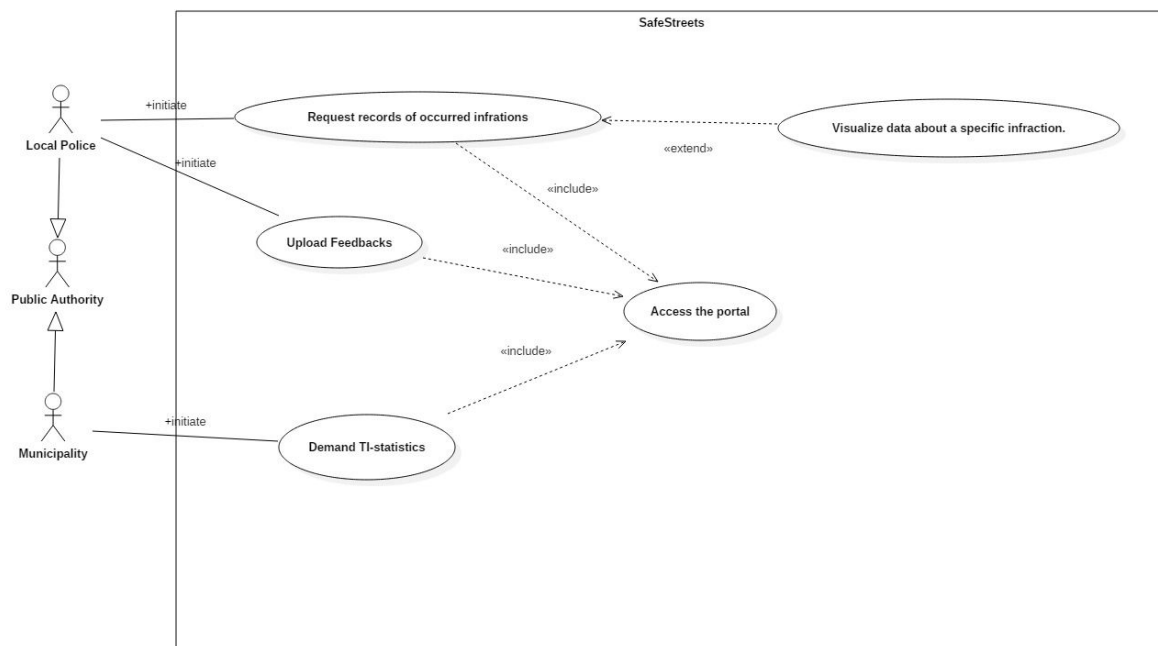 SafeStreets
+initiate
Request records of occurred infrations
Visualize data about a specific infraction.
Local Police
«extend»
+initiate
«include»
Upload Feedbacks
«include»
Public Authority
Access the portal
«include»
+initiate
Demand TI-statistics
Municipality